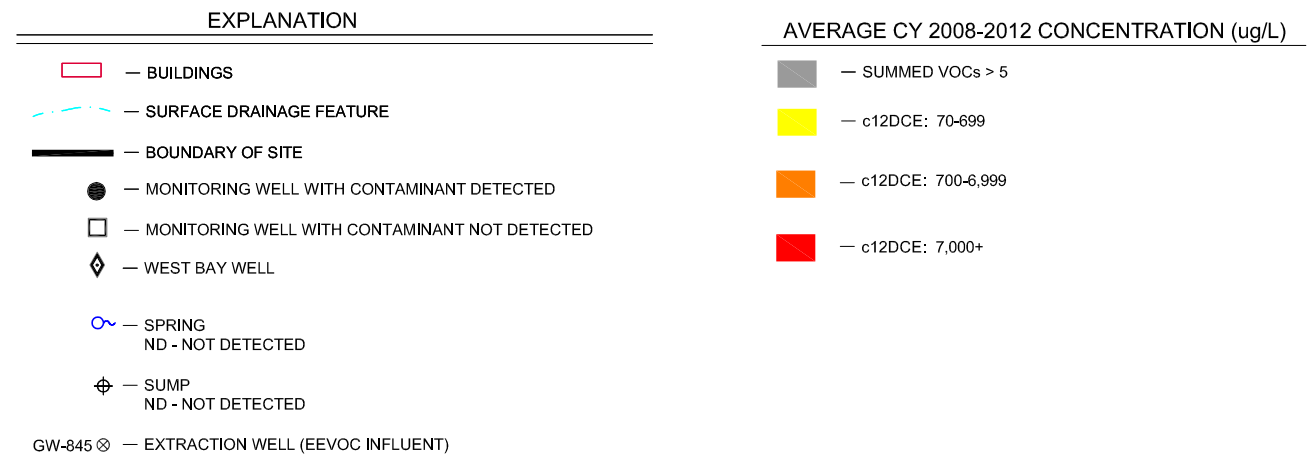 EXPLANATION
— BUILDINGS
— SURFACE DRAINAGE FEATURE
— BOUNDARY OF SITE
— MONITORING WELL WITH CONTAMINANT DETECTED
— MONITORING WELL WITH CONTAMINANT NOT DETECTED
— WEST BAY WELL
— SPRING
ND - NOT DETECTED
— SUMP
ND - NOT DETECTED
GW-845 ⊗ — EXTRACTION WELL (EEVOC INFLUENT)
AVERAGE CY 2008-2012 CONCENTRATION (ug/L)
— SUMMED VOCs > 5
— c12DCE: 70-699
— c12DCE: 700-6,999
— c12DCE: 7,000+